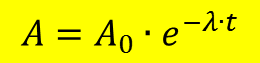 A = A₀ · e^(−λ·t)